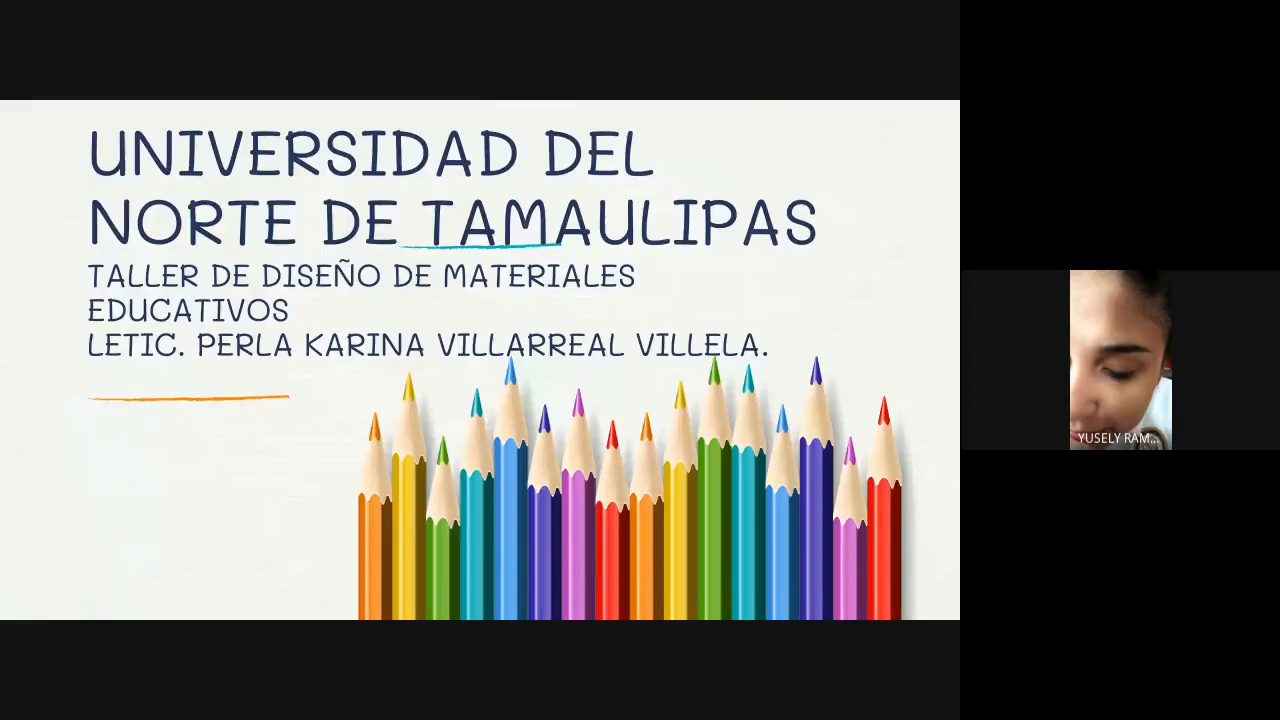 UNIVERSIDAD DEL
NORTE DE TAMAULIPAS
TALLER DE DISEÑO DE MATERIALES
EDUCATIVOS
LETIC. PERLA KARINA VILLARREAL VILLELA.
YUSELY RAM...